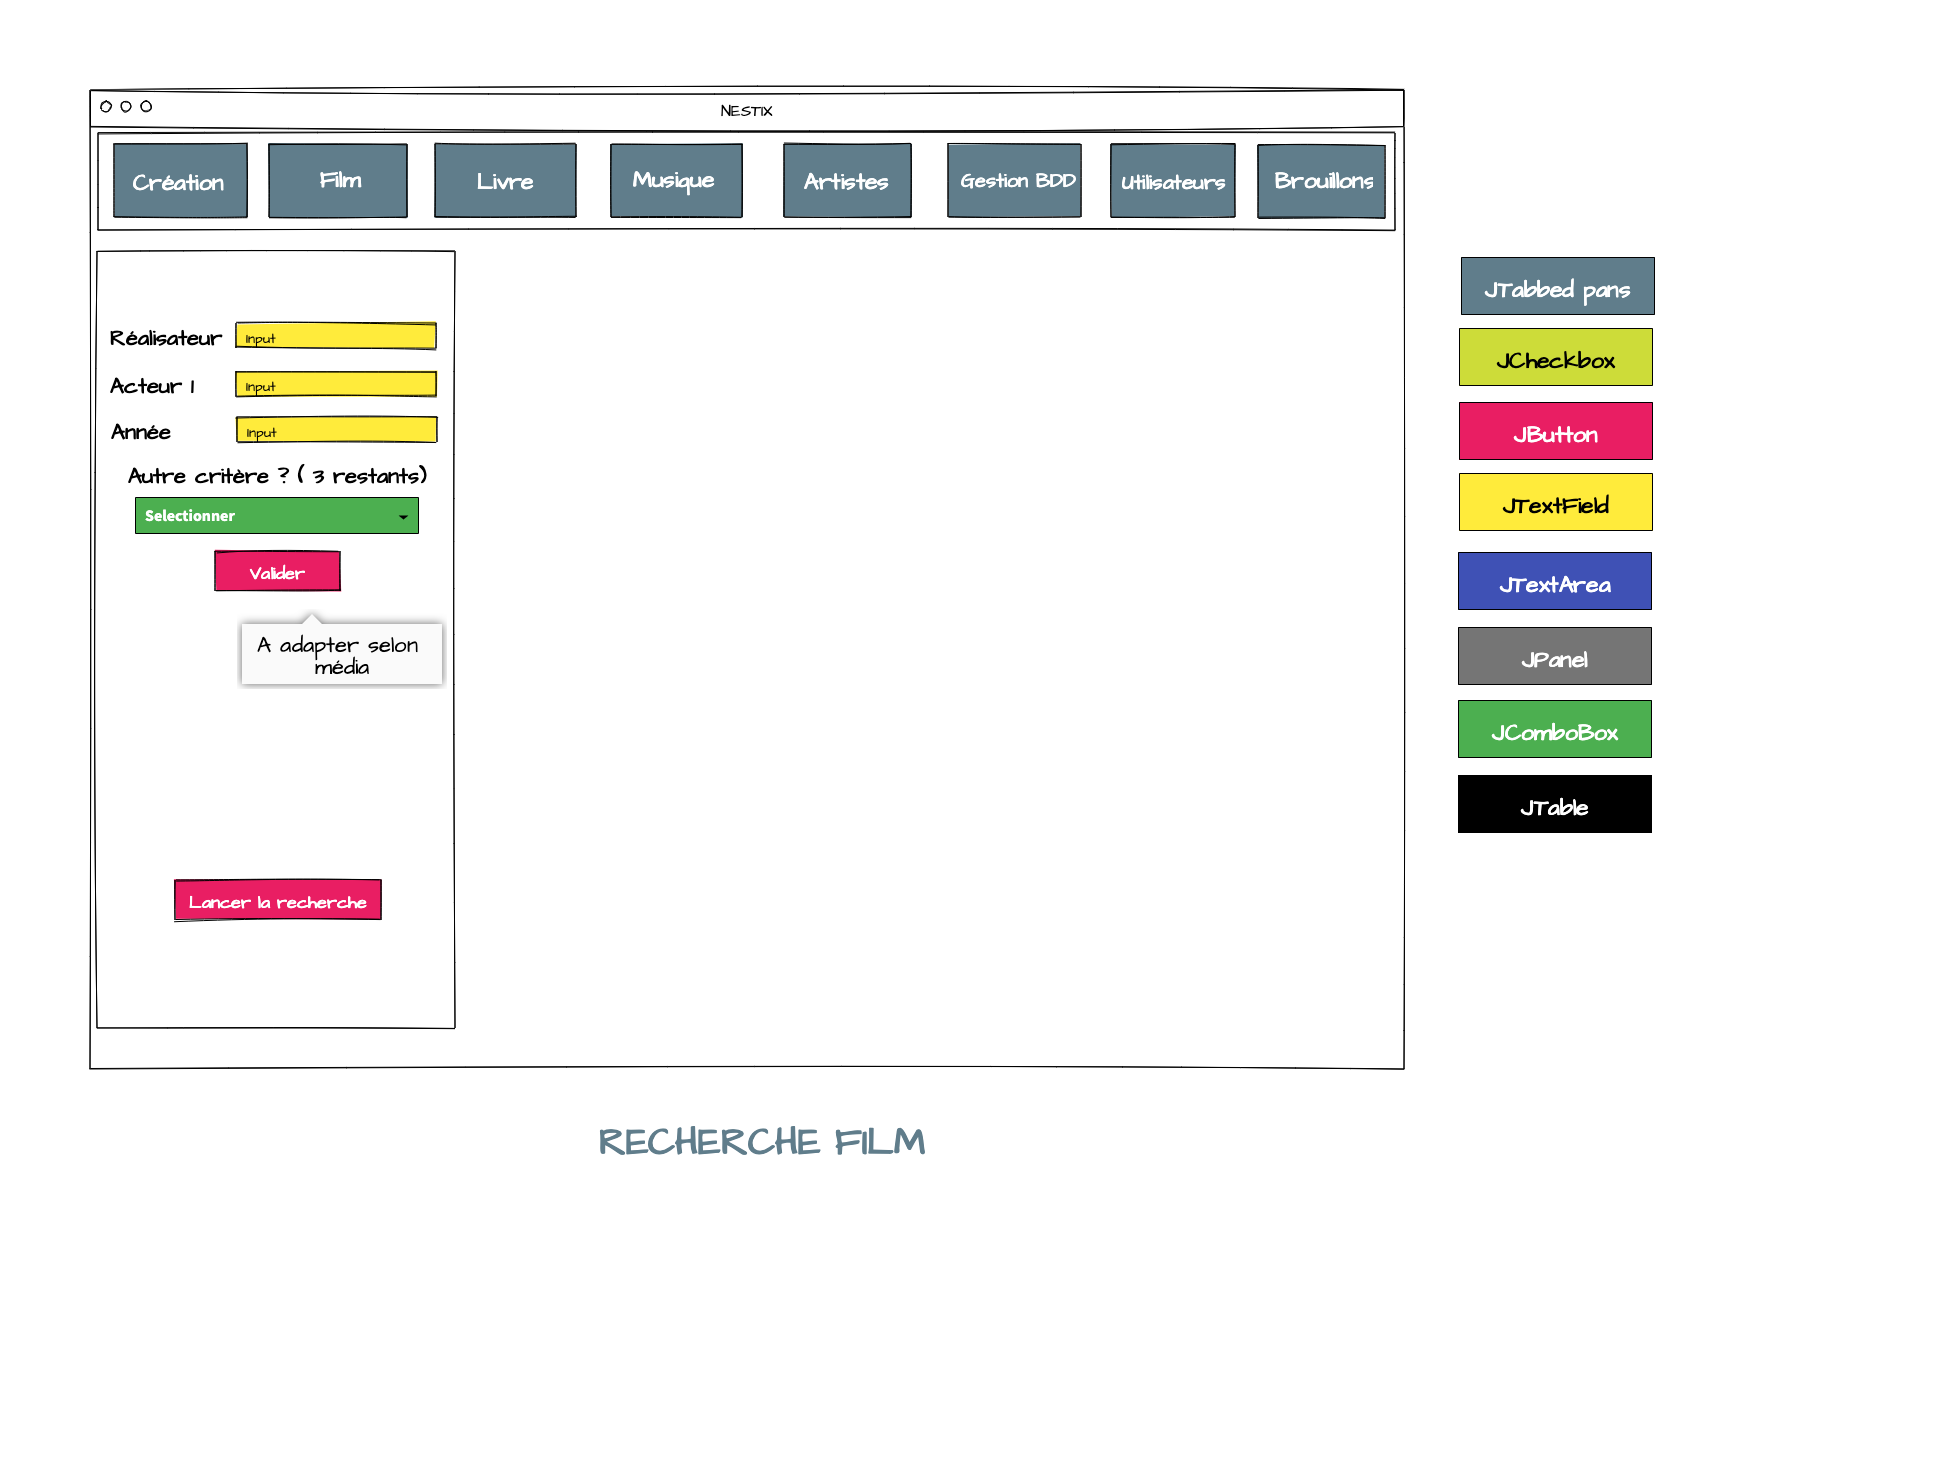 NESTIX
Création
Film
Livre
Musique
Artistes
Gestion BDD
Utilisateurs
Brouillons
Réalisateur
Input
Acteur 1
Input
Année
Input
Autre critère ? ( 3 restants)
Selectionner
Valider
A adapter selon
média
Lancer la recherche
JTabbed pans
JCheckbox
JButton
JTextField
JTextArea
JPanel
JComboBox
JTable
RECHERCHE FILM